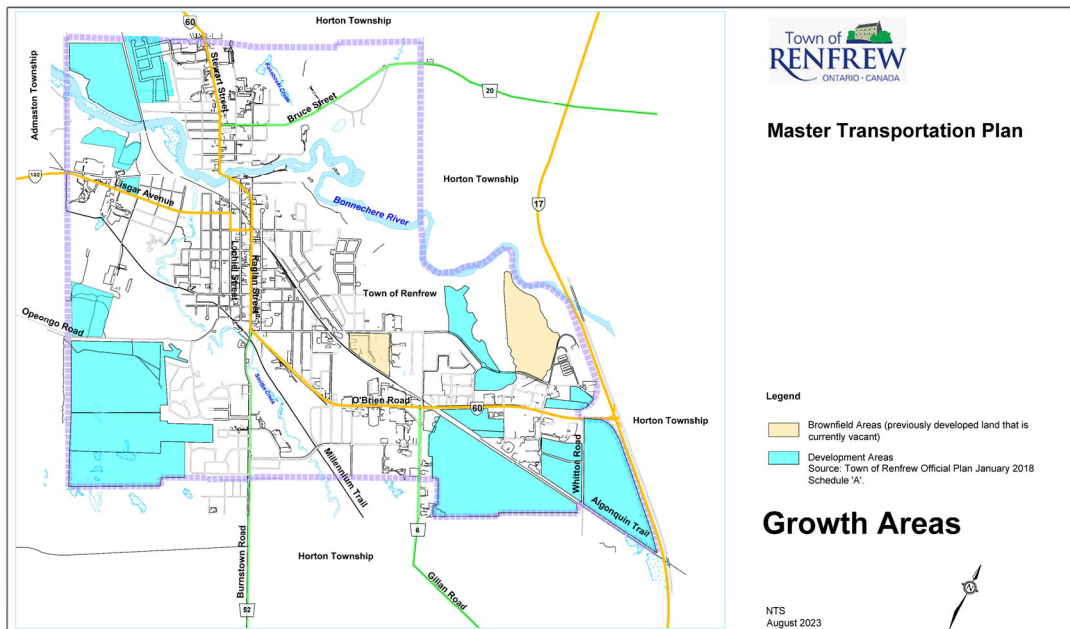 Horton Township
60
Admaston Township
Stewart Street
Bruce Street
20
Town of
RENFREW
ONTARIO · CANADA
Master Transportation Plan
132
Lisgar Avenue
Horton Township
17
Bonnechere River
Lochiel Street
Raglan Street
Town of Renfrew
Opeongo Road
Smiths Creek
O'Brien Road
60
Horton Township
Whitton Road
Millennium Trail
Algonquin Trail
Burnstown Road
Horton Township
6
Gillan Road
52
Legend
Brownfield Areas (previously developed land that is
currently vacant)
Development Areas
Source: Town of Renfrew Official Plan January 2018
Schedule 'A'.
Growth Areas
N
NTS
August 2023